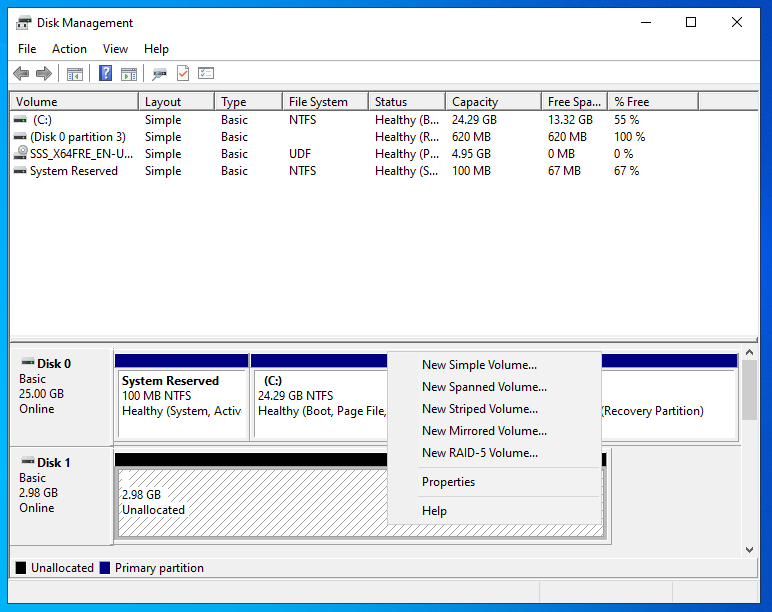 Disk Management
File Action View Help
Volume Layout Type File System Status Capacity Free Spa... % Free
(C:) Simple Basic NTFS Healthy (B... 24.29 GB 13.32 GB 55 %
(Disk 0 partition 3) Simple Basic Healthy (R... 620 MB 620 MB 100 %
SSS_X64FRE_EN-U... Simple Basic UDF Healthy (P... 4.95 GB 0 MB 0 %
System Reserved Simple Basic NTFS Healthy (S... 100 MB 67 MB 67 %
Disk 0
Basic
25.00 GB
Online
System Reserved
100 MB NTFS
Healthy (System, Activ
(C:)
24.29 GB NTFS
Healthy (Boot, Page File,
(Recovery Partition)
New Simple Volume...
New Spanned Volume...
New Striped Volume...
New Mirrored Volume...
New RAID-5 Volume...
Properties
Help
Disk 1
Basic
2.98 GB
Online
2.98 GB
Unallocated
Unallocated Primary partition